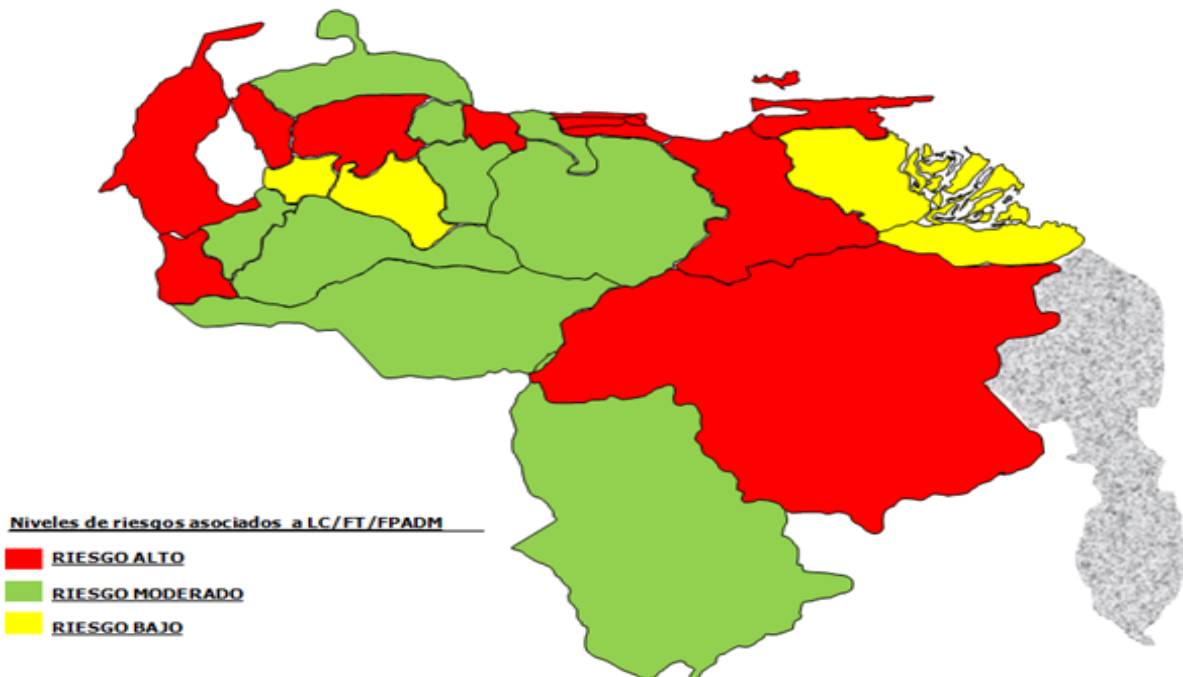 Niveles de riesgos asociados a LC/FT/FPADM
RIESGO ALTO
RIESGO MODERADO
RIESGO BAJO